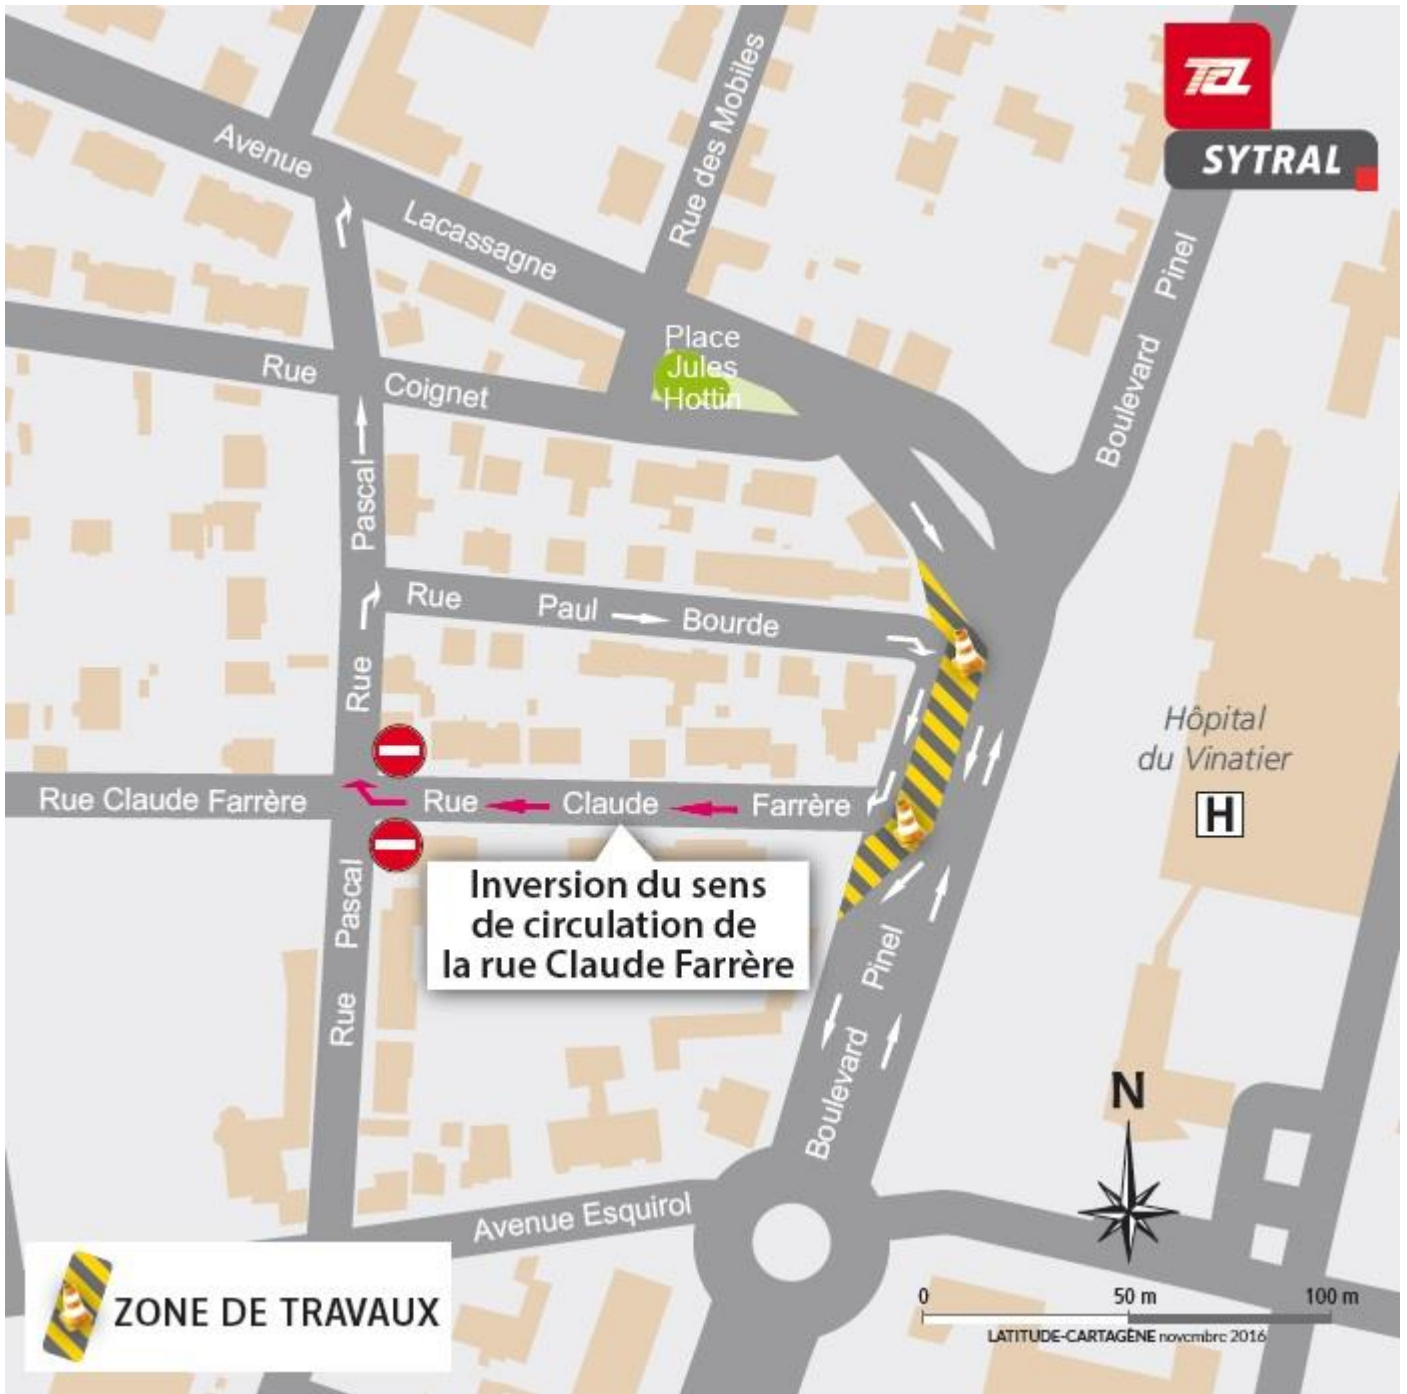 TCL
SYTRAL
Avenue
Lacassagne
Rue des Mobiles
Boulevard Pinel
Place
Jules
Hottin
Rue Coignet
Rue Pascal
Rue Paul Bourde
Hôpital
du Vinatier
H
Rue Claude Farrère
Rue Claude Farrère
Inversion du sens
de circulation de
la rue Claude Farrère
Rue Pascal
Boulevard Pinel
N
Avenue Esquirol
ZONE DE TRAVAUX
0 50 m 100 m
LATITUDE-CARTAGÈNE novembre 2016